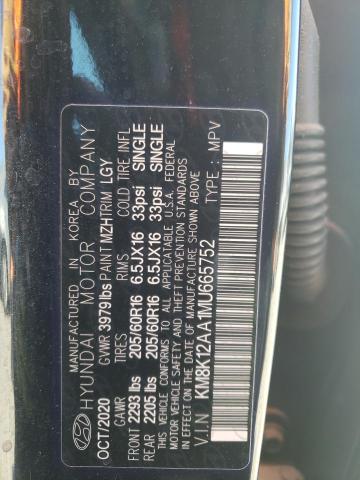 MANUFACTURED IN KOREA BY
HYUNDAI MOTOR COMPANY
OCT/2020 GVWR 3979 lbs PAINT MZH TRIM LGY
GAWR TIRES RIMS COLD TIRE INFL
FRONT 2293 lbs 205/60R16 6.5JX16 33psi SINGLE
REAR 2205 lbs 205/60R16 6.5JX16 33psi SINGLE
THIS VEHICLE CONFORMS TO ALL APPLICABLE U.S.A. FEDERAL
MOTOR VEHICLE SAFETY AND THEFT PREVENTION STANDARDS
IN EFFECT ON THE DATE OF MANUFACTURE SHOWN ABOVE.
V.I.N : KM8K12AA1MU665752 TYPE : MPV